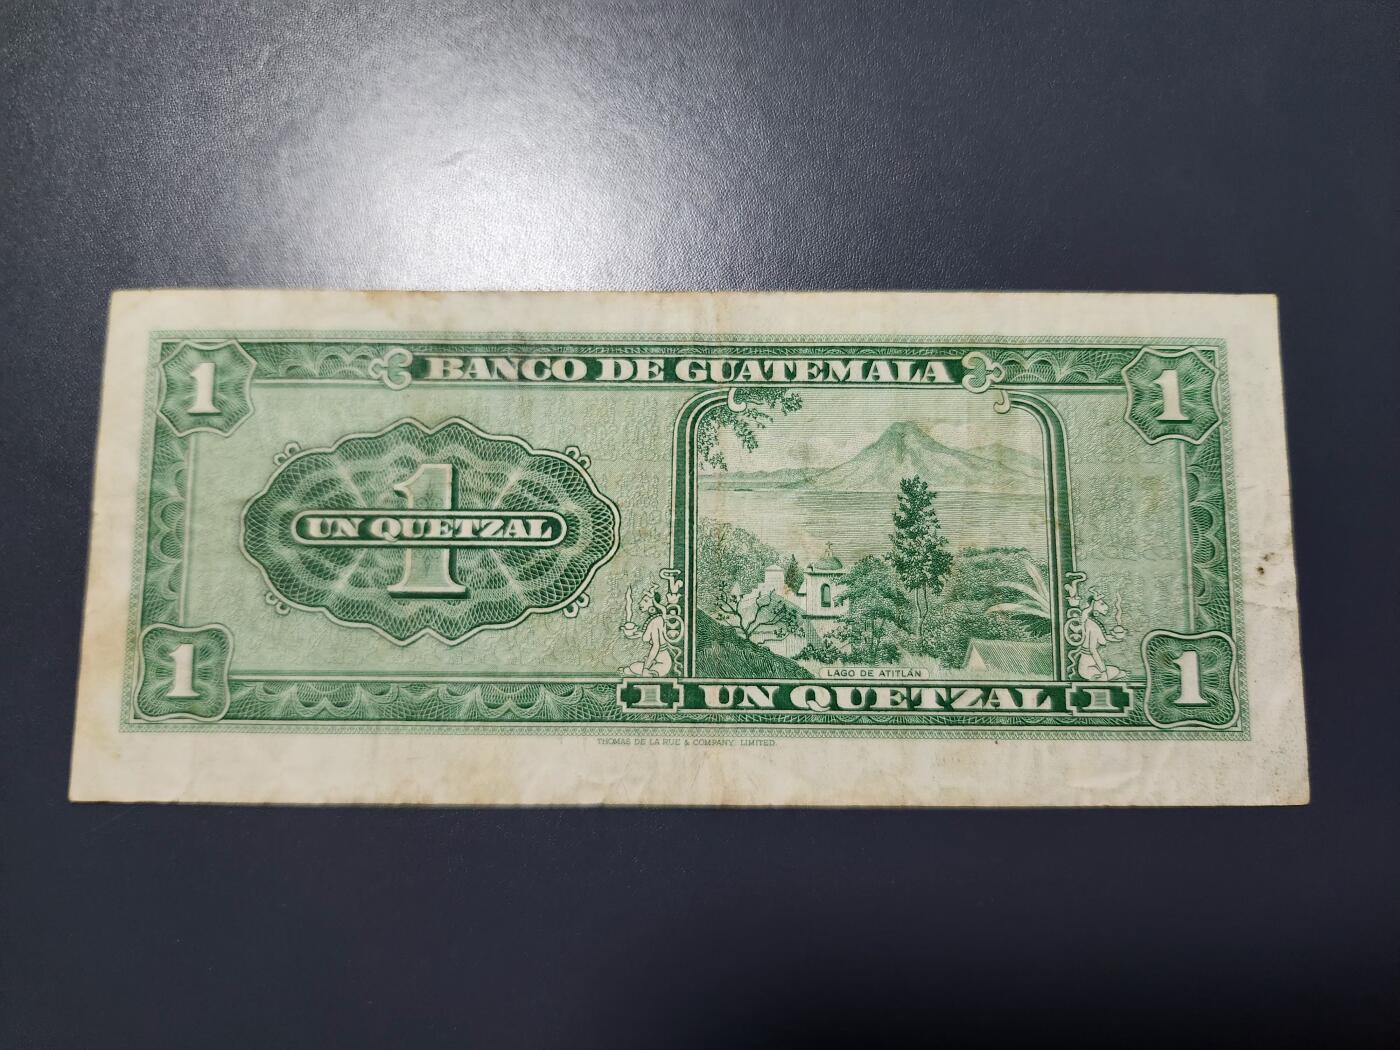 1 BANCO DE GUATEMALA 1
1
UN QUETZAL
LAGO DE ATITLÁN
1 1 UN QUETZAL 1 1
THOMAS DE LA RUE & COMPANY, LIMITED.